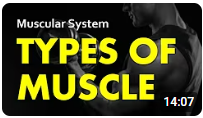 Muscular System
TYPES OF
MUSCLE
14:07